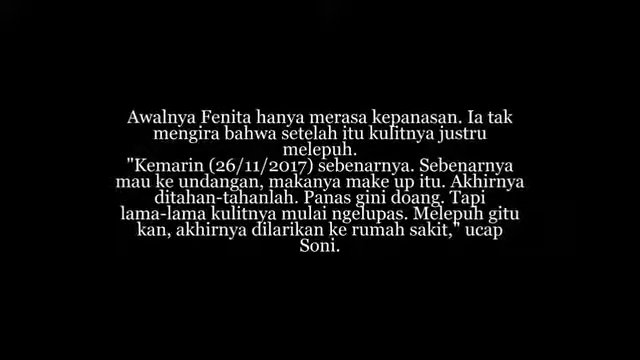 Awalnya Fenita hanya merasa kepanasan. Ia tak
mengira bahwa setelah itu kulitnya justru
melepuh.
"Kemarin (26/11/2017) sebenarnya. Sebenarnya
mau ke undangan, makanya make up itu. Akhirnya
ditahan-tahanlah. Panas gini doang. Tapi
lama-lama kulitnya mulai ngelupas. Melepuh gitu
kan, akhirnya dilarikan ke rumah sakit," ucap
Soni.